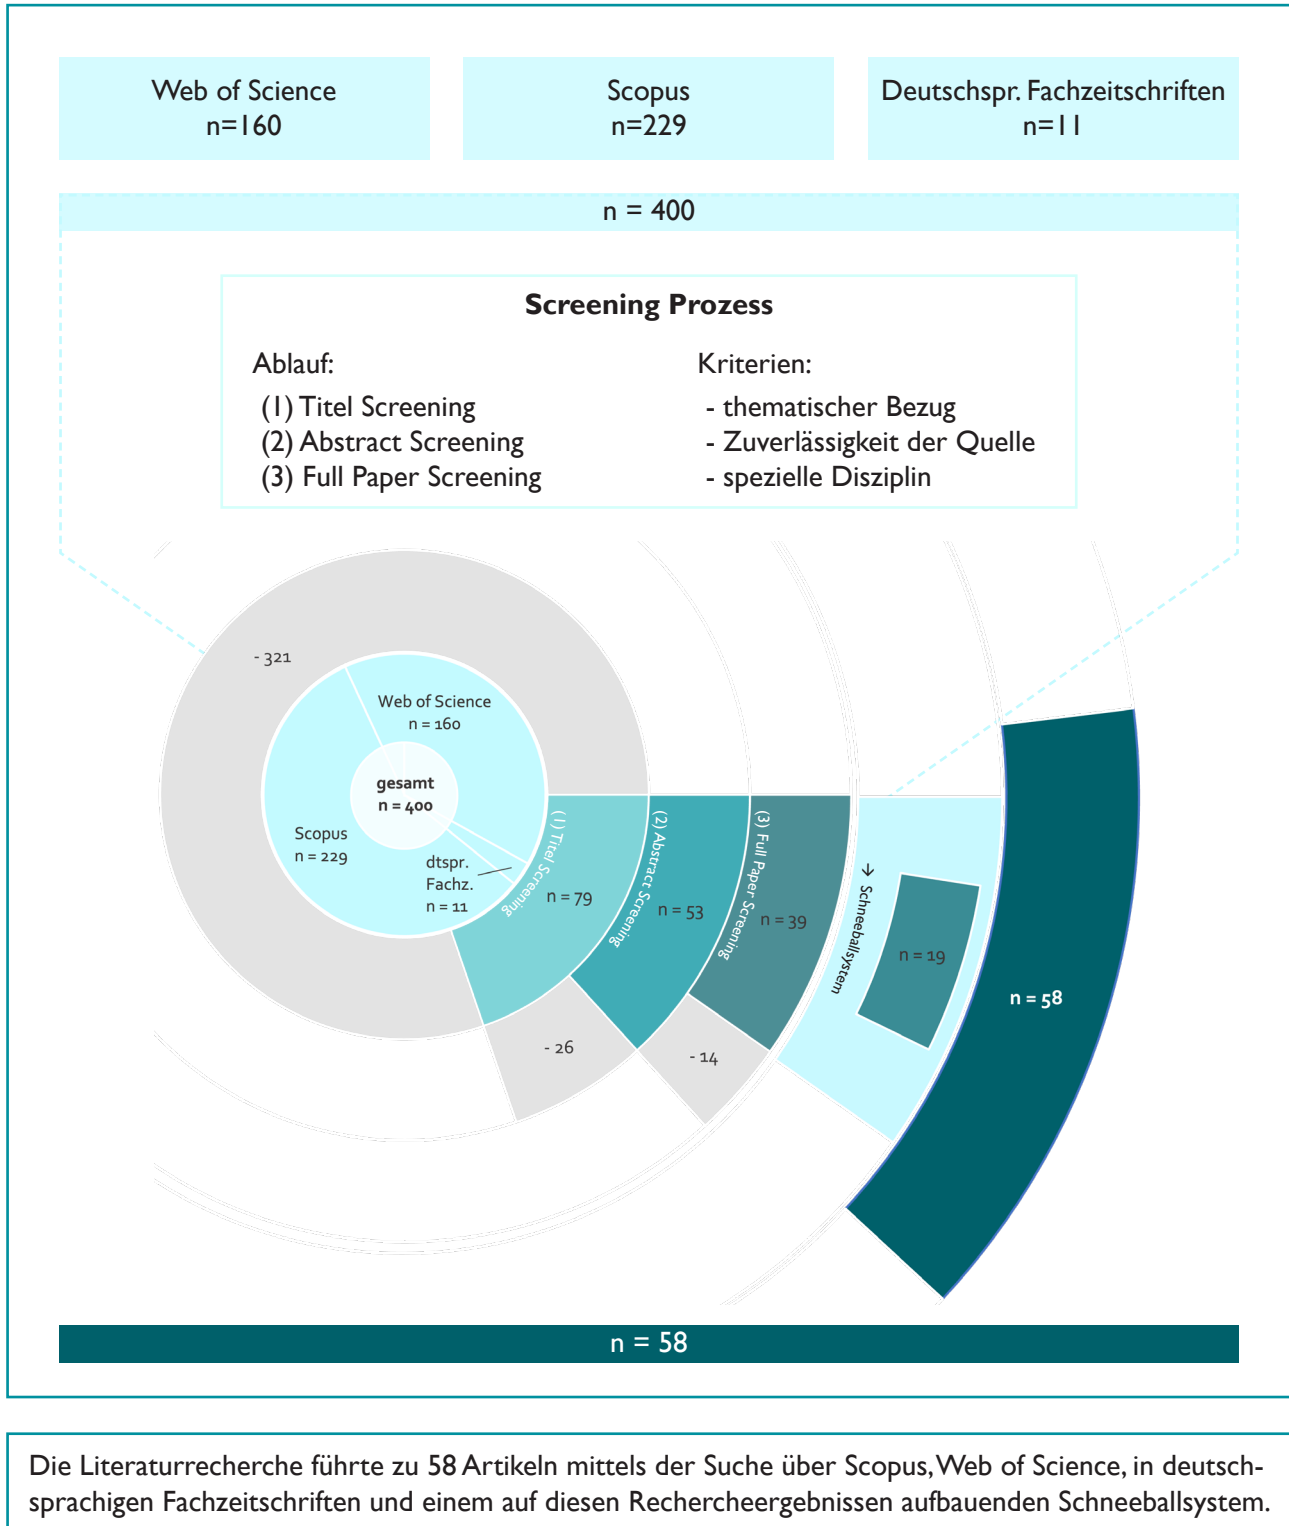 Web of Science
n=160
Scopus
n=229
Deutschspr. Fachzeitschriften
n=11
n = 400
Screening Prozess
Ablauf:
(1) Titel Screening
(2) Abstract Screening
(3) Full Paper Screening
Kriterien:
- thematischer Bezug
- Zuverlässigkeit der Quelle
- spezielle Disziplin
- 321
Web of Science
n = 160
gesamt
n = 400
Scopus
n = 229
dtspr.
Fachz.
n = 11
(1) Titel Screening
n = 79
(2) Abstract Screening
n = 53
(3) Full Paper Screening
n = 39
→ Schneeballsystem
n = 19
n = 58
- 26
- 14
n = 58
Die Literaturrecherche führte zu 58 Artikeln mittels der Suche über Scopus, Web of Science, in deutsch-
sprachigen Fachzeitschriften und einem auf diesen Rechercheergebnissen aufbauenden Schneeballsystem.